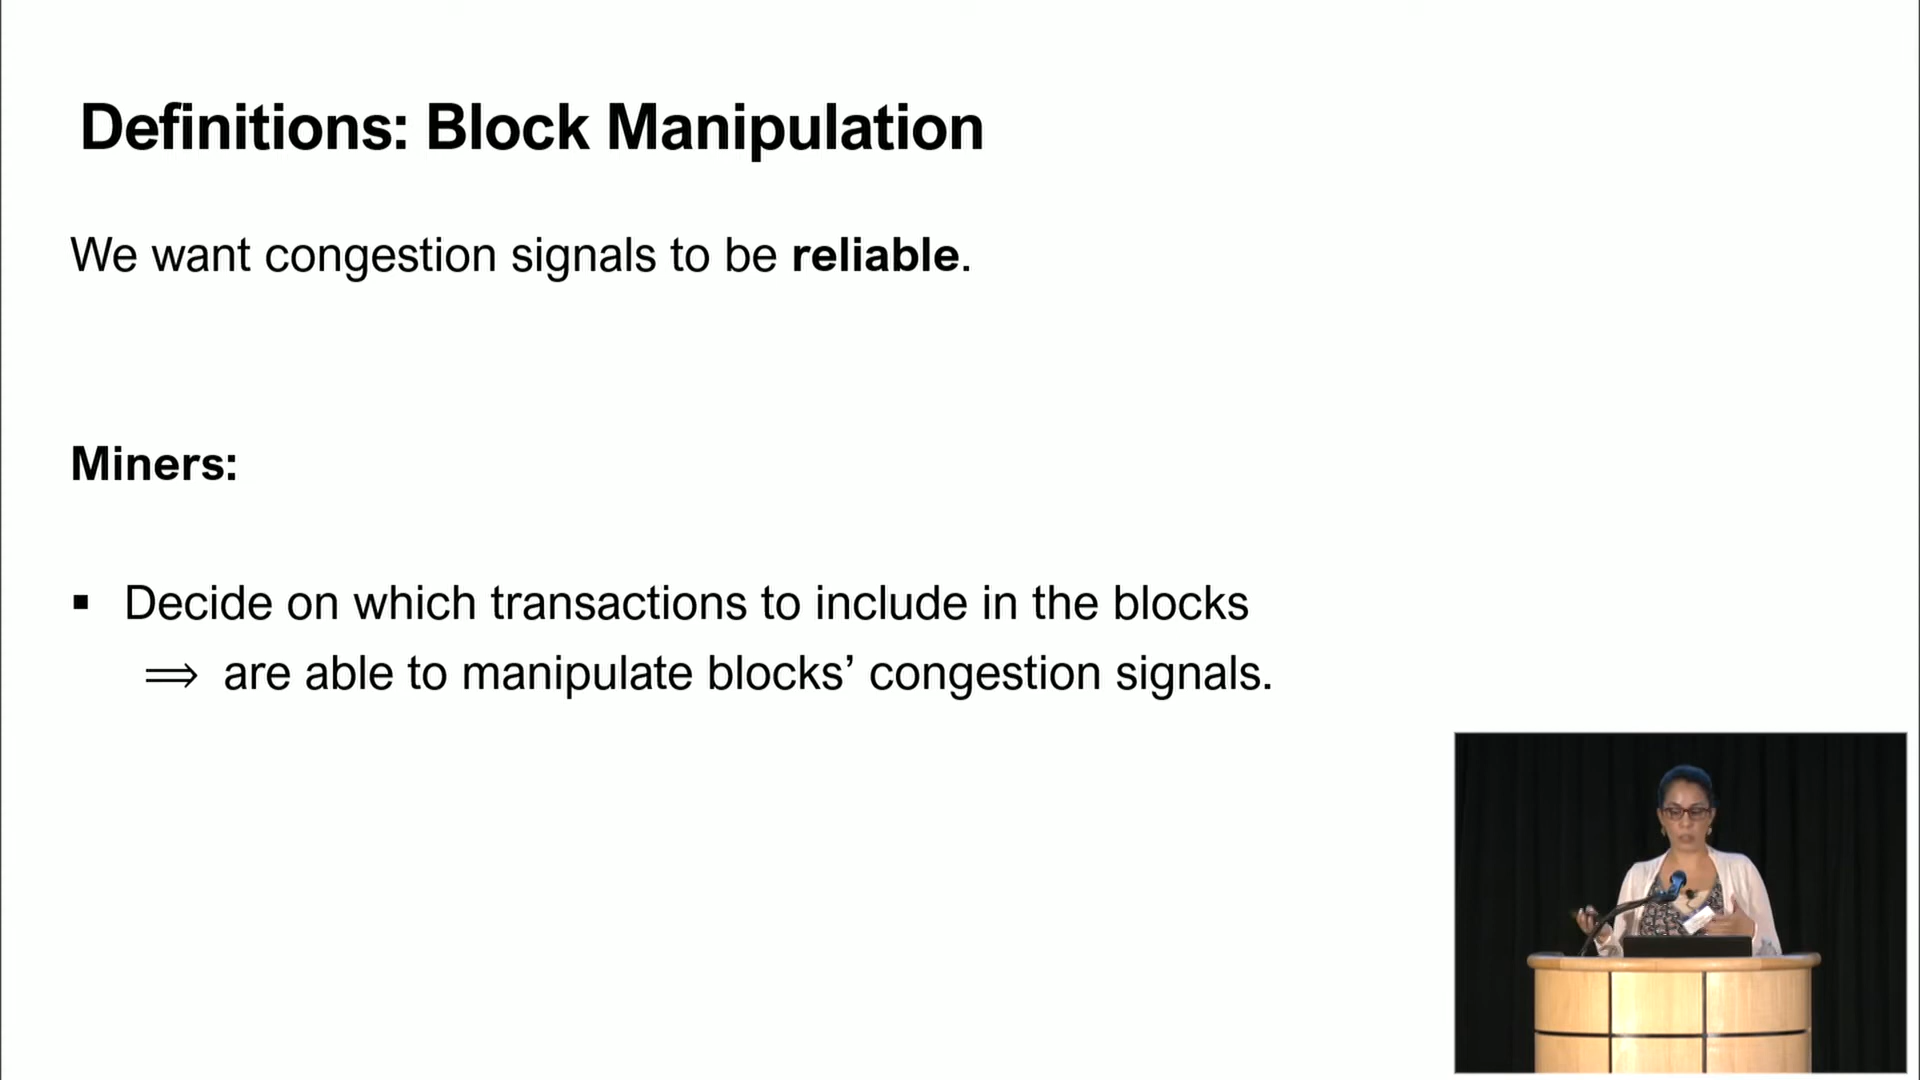 Definitions: Block Manipulation
We want congestion signals to be reliable.
Miners:
▪ Decide on which transactions to include in the blocks
⟹ are able to manipulate blocks’ congestion signals.